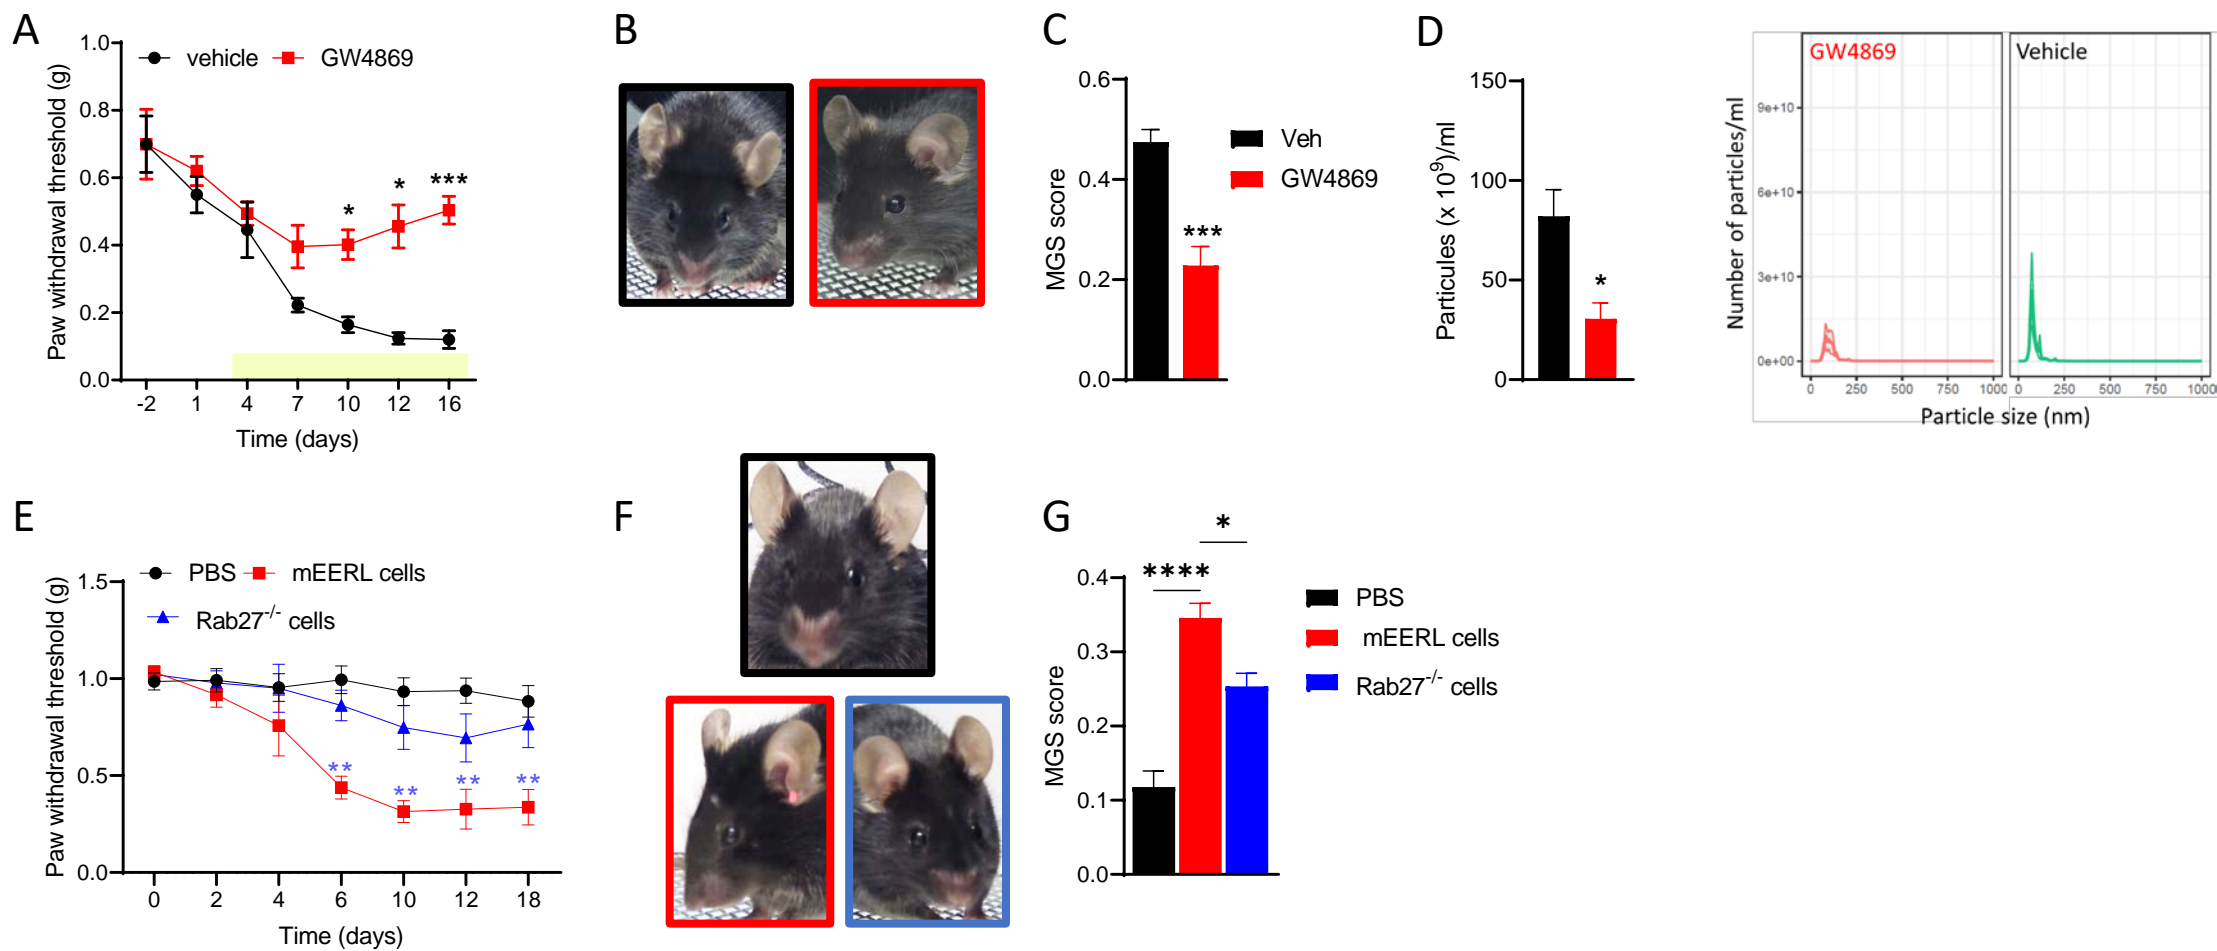 A
1.0
0.8
0.6
0.4
0.2
0.0
Paw withdrawal threshold (g)
vehicle
GW4869
*
*
***
-2 1 4 7 10 12 16
Time (days)
B
C
0.6
0.4
0.2
0.0
MGS score
***
Veh
GW4869
D
150
100
50
0
Particules (x 10⁹)/ml
*
Number of particles/ml
9e+10
6e+10
3e+10
0e+00
GW4869
Vehicle
0 250 500 750 1000
0 250 500 750 1000
Particle size (nm)
E
PBS
mEERL cells
Rab27⁻/⁻ cells
1.5
1.0
0.5
0.0
Paw withdrawal threshold (g)
**
**
**
**
0 2 4 6 10 12 18
Time (days)
F
G
*
****
0.4
0.3
0.2
0.1
0.0
MGS score
PBS
mEERL cells
Rab27⁻/⁻ cells